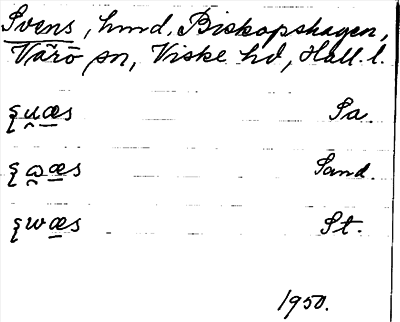 Svens, hmd. Biskopshagen,
Värö sn, Viske hd, Hall. l.
Sa.
Sand.
St.
1950.